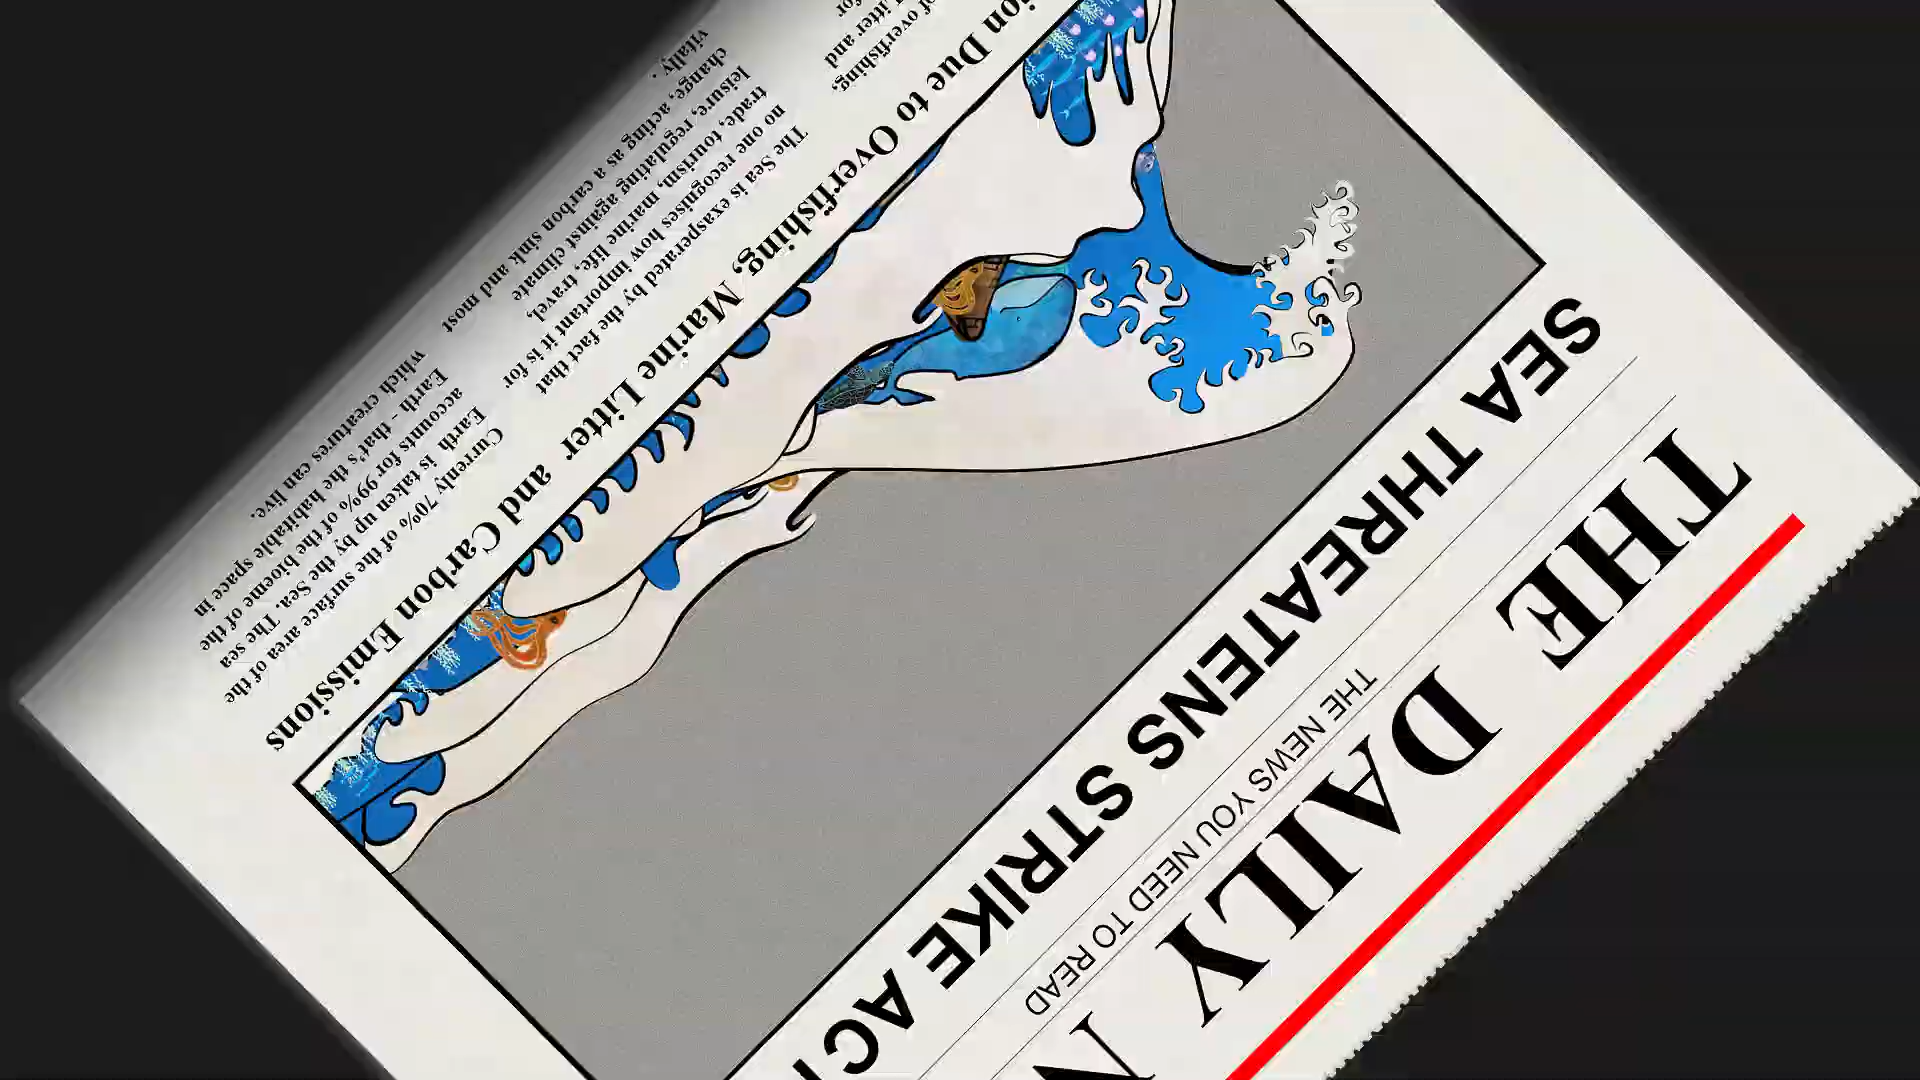 THE DAILY N
THE NEWS YOU NEED TO READ
SEA THREATENS STRIKE ACT
ion Due to Overfishing, Marine Litter and Carbon Emissions
of overfishing,
Litter and
for
The Sea is exasperated by the fact that
no one recognises how important it is for
trade, tourism, marine life, travel,
leisure, regulating against climate
change, acting as a carbon sink and most
vitally,
Currenly 70% of the surface area of the
Earth is taken up by the Sea. The sea
accounts for 99% of the bioeme of the
Earth - that's the habitable space in
which creatures can live.